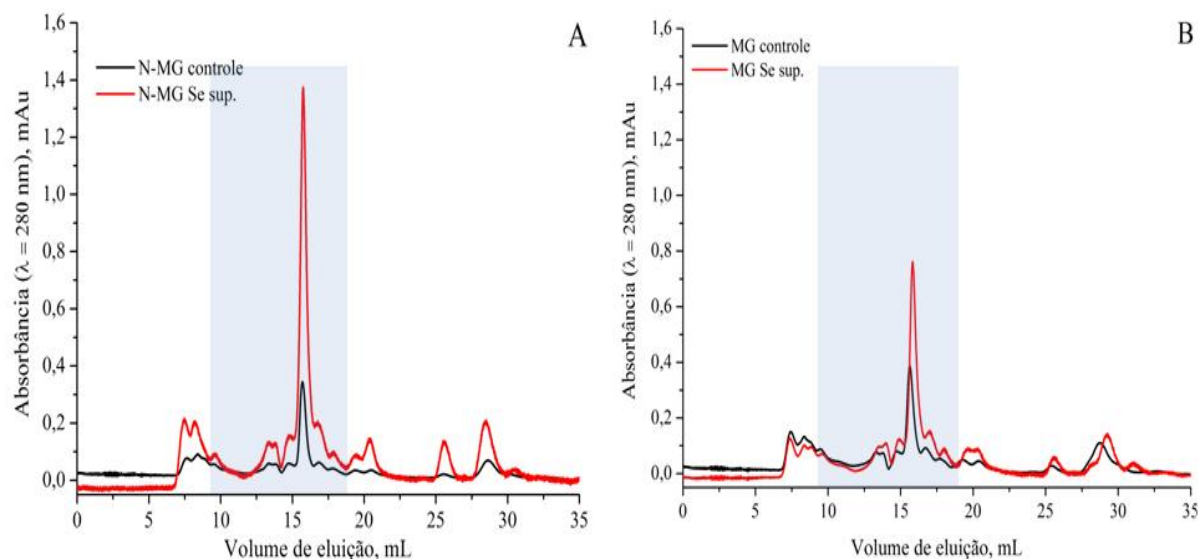 A
N-MG controle
N-MG Se sup.
Absorbância (λ = 280 nm), mAu
1,6
1,4
1,2
1,0
0,8
0,6
0,4
0,2
0,0
0 5 10 15 20 25 30 35
Volume de eluição, mL
B
MG controle
MG Se sup.
Absorbância (λ = 280 nm), mAu
1,6
1,4
1,2
1,0
0,8
0,6
0,4
0,2
0,0
0 5 10 15 20 25 30 35
Volume de eluição, mL